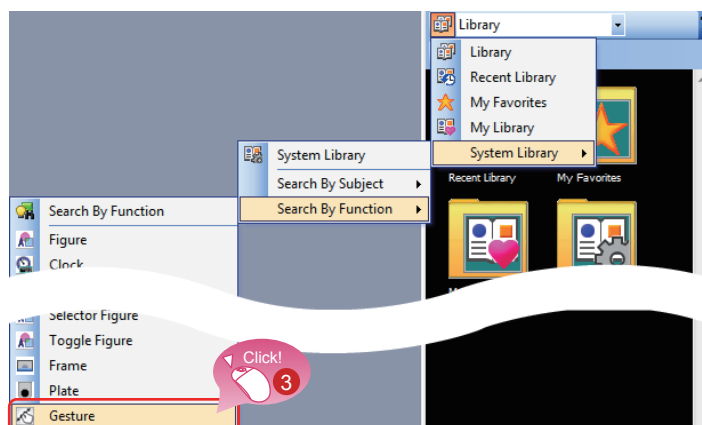 Library
Library
Recent Library
My Favorites
My Library
System Library
Recent Library
My Favorites
System Library
Search By Subject
Search By Function
Search By Function
Figure
Clock
Selector Figure
Toggle Figure
Frame
Plate
Gesture
Click!
3